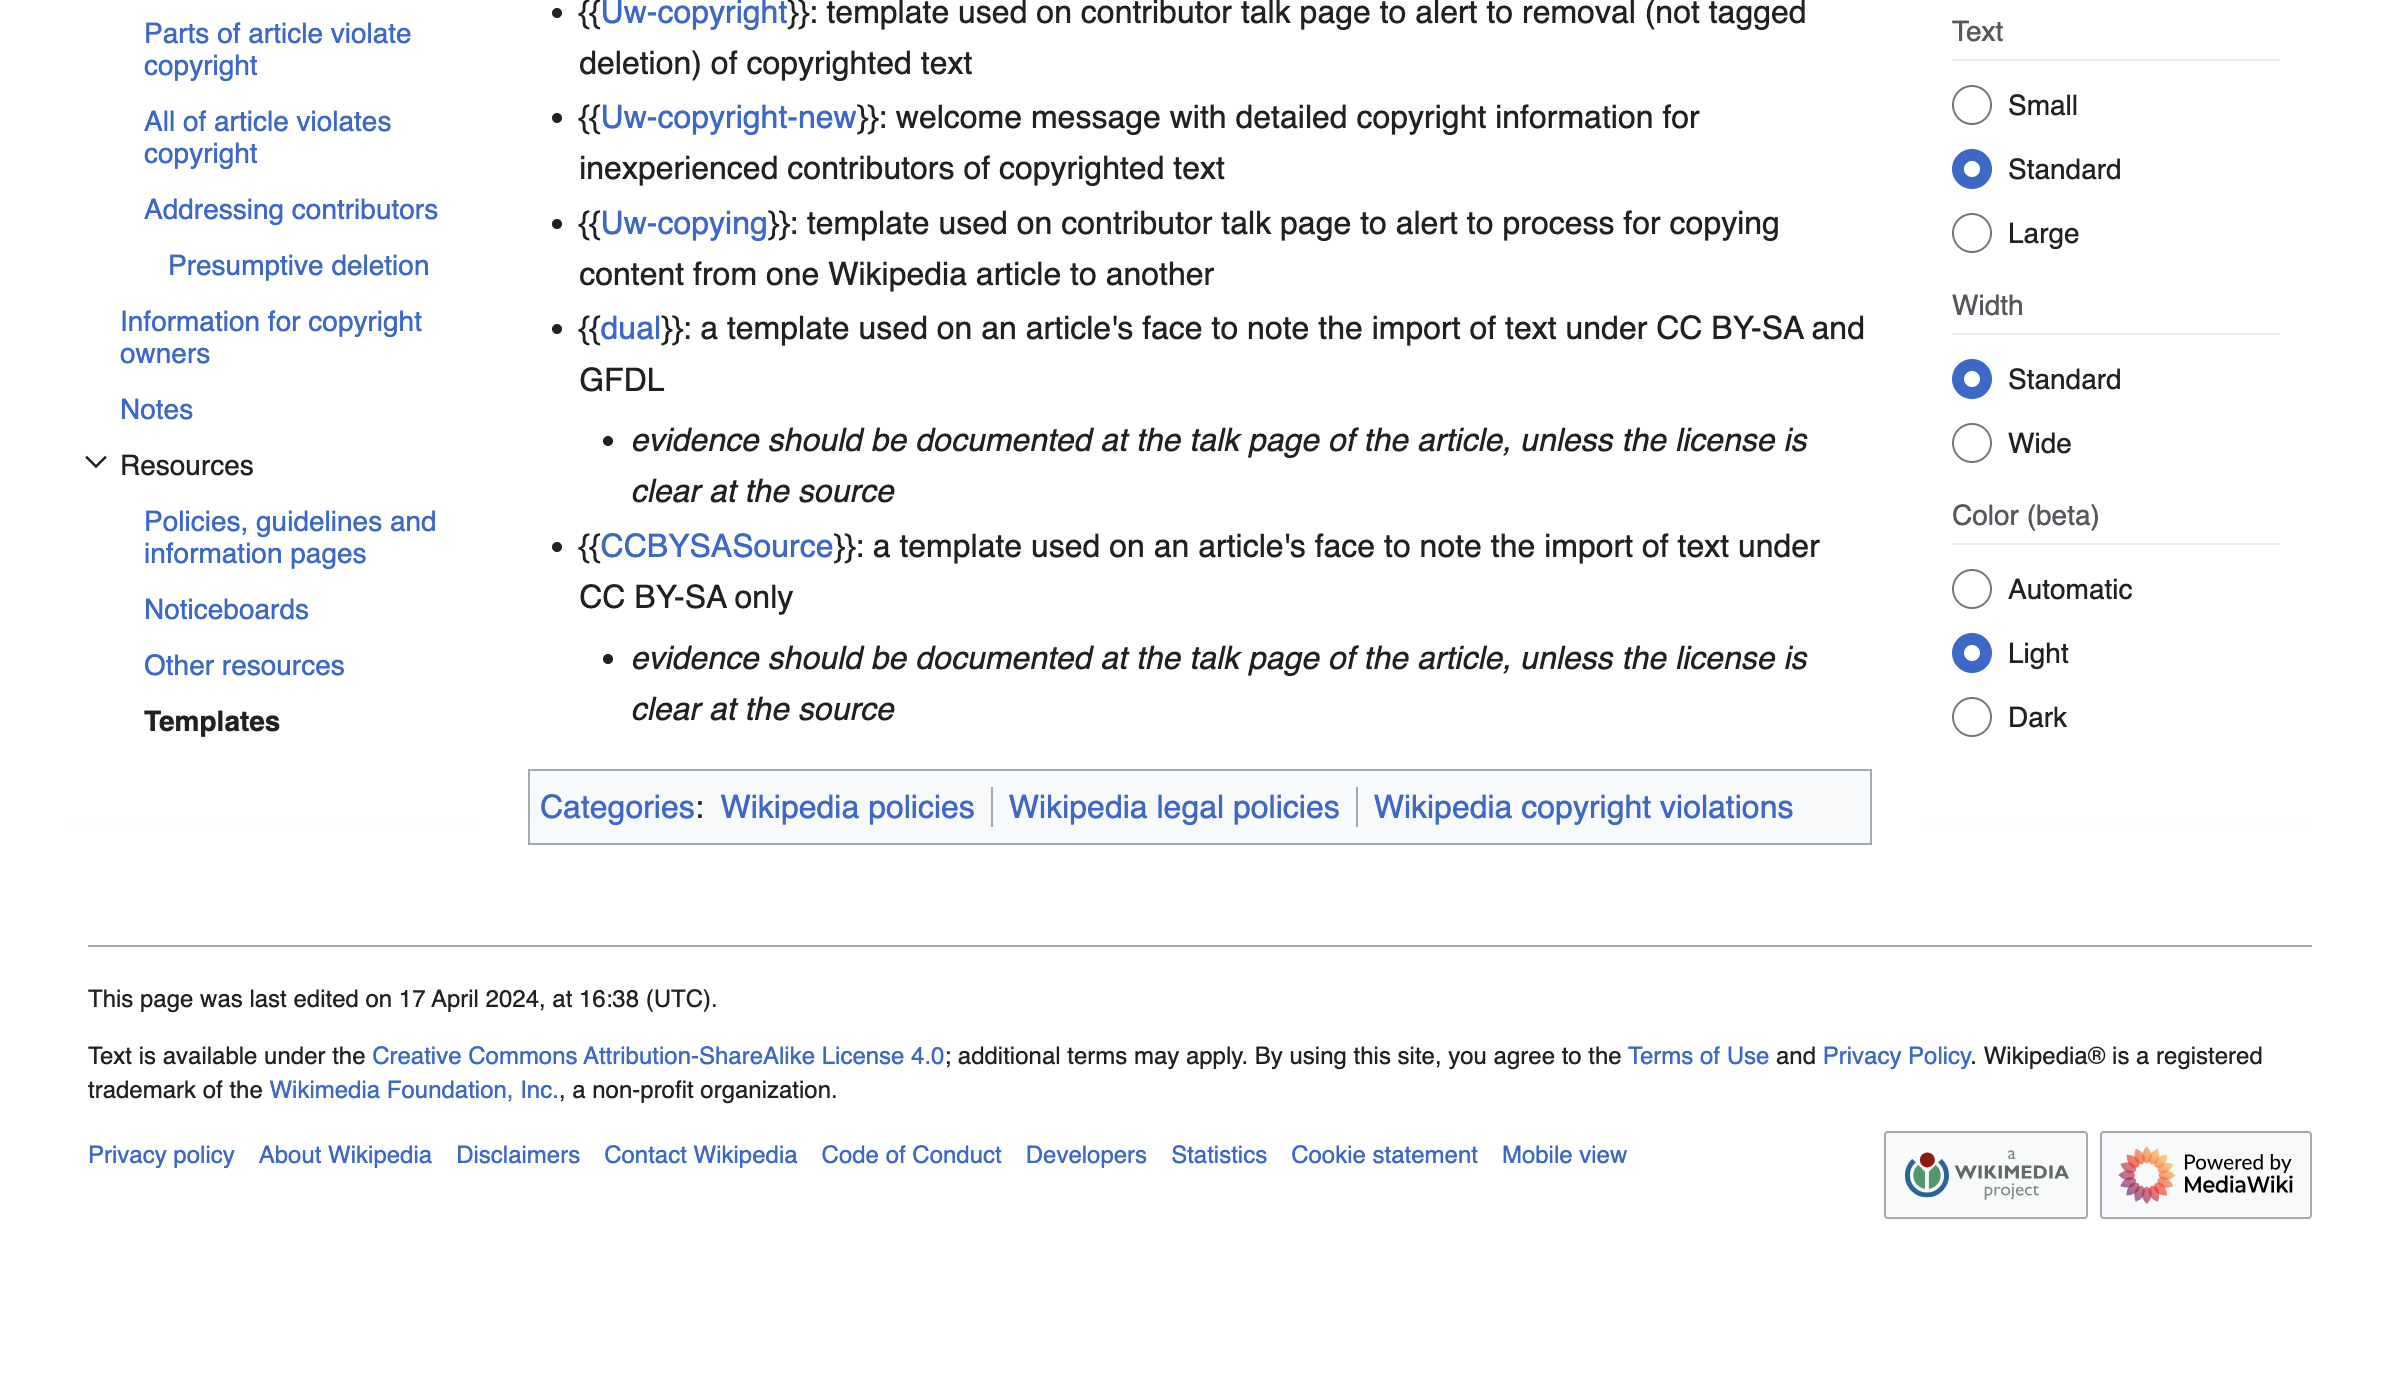 Parts of article violate
copyright
All of article violates
copyright
Addressing contributors
Presumptive deletion
Information for copyright
owners
Notes
Resources
Policies, guidelines and
information pages
Noticeboards
Other resources
Templates
• {{Uw-copyright}}: template used on contributor talk page to alert to removal (not tagged
deletion) of copyrighted text
• {{Uw-copyright-new}}: welcome message with detailed copyright information for
inexperienced contributors of copyrighted text
• {{Uw-copying}}: template used on contributor talk page to alert to process for copying
content from one Wikipedia article to another
• {{dual}}: a template used on an article's face to note the import of text under CC BY-SA and
GFDL
• evidence should be documented at the talk page of the article, unless the license is
clear at the source
• {{CCBYSASource}}: a template used on an article's face to note the import of text under
CC BY-SA only
• evidence should be documented at the talk page of the article, unless the license is
clear at the source
Categories: Wikipedia policies | Wikipedia legal policies | Wikipedia copyright violations
Text
Small
Standard
Large
Width
Standard
Wide
Color (beta)
Automatic
Light
Dark
This page was last edited on 17 April 2024, at 16:38 (UTC).
Text is available under the Creative Commons Attribution-ShareAlike License 4.0; additional terms may apply. By using this site, you agree to the Terms of Use and Privacy Policy. Wikipedia® is a registered
trademark of the Wikimedia Foundation, Inc., a non-profit organization.
Privacy policy About Wikipedia Disclaimers Contact Wikipedia Code of Conduct Developers Statistics Cookie statement Mobile view
a
WIKIMEDIA
project
Powered by
MediaWiki